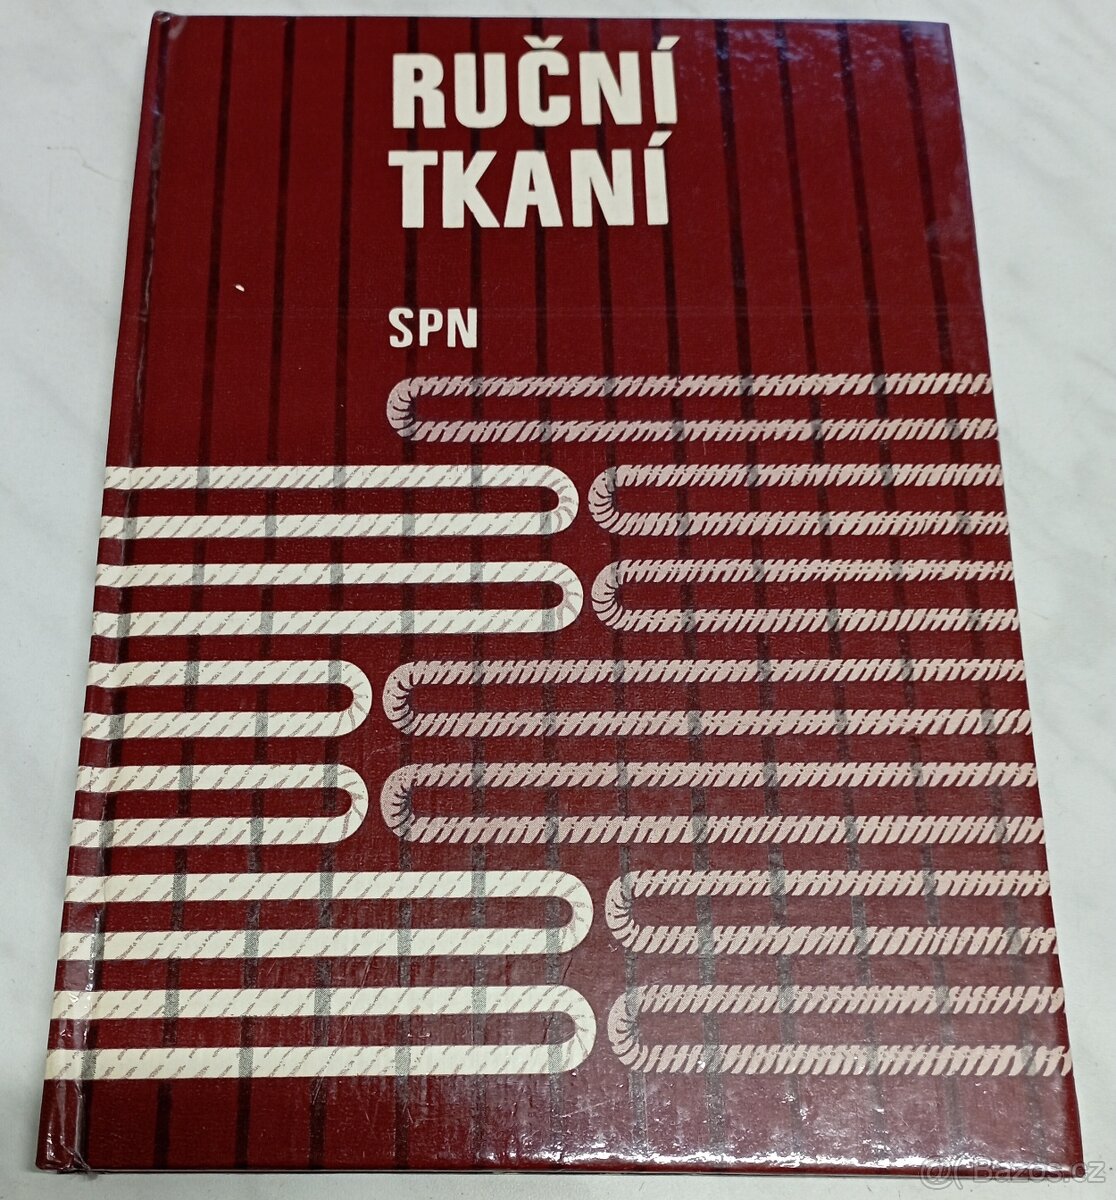 RUČNÍ
TKANÍ
SPN
@( Bazos.cz